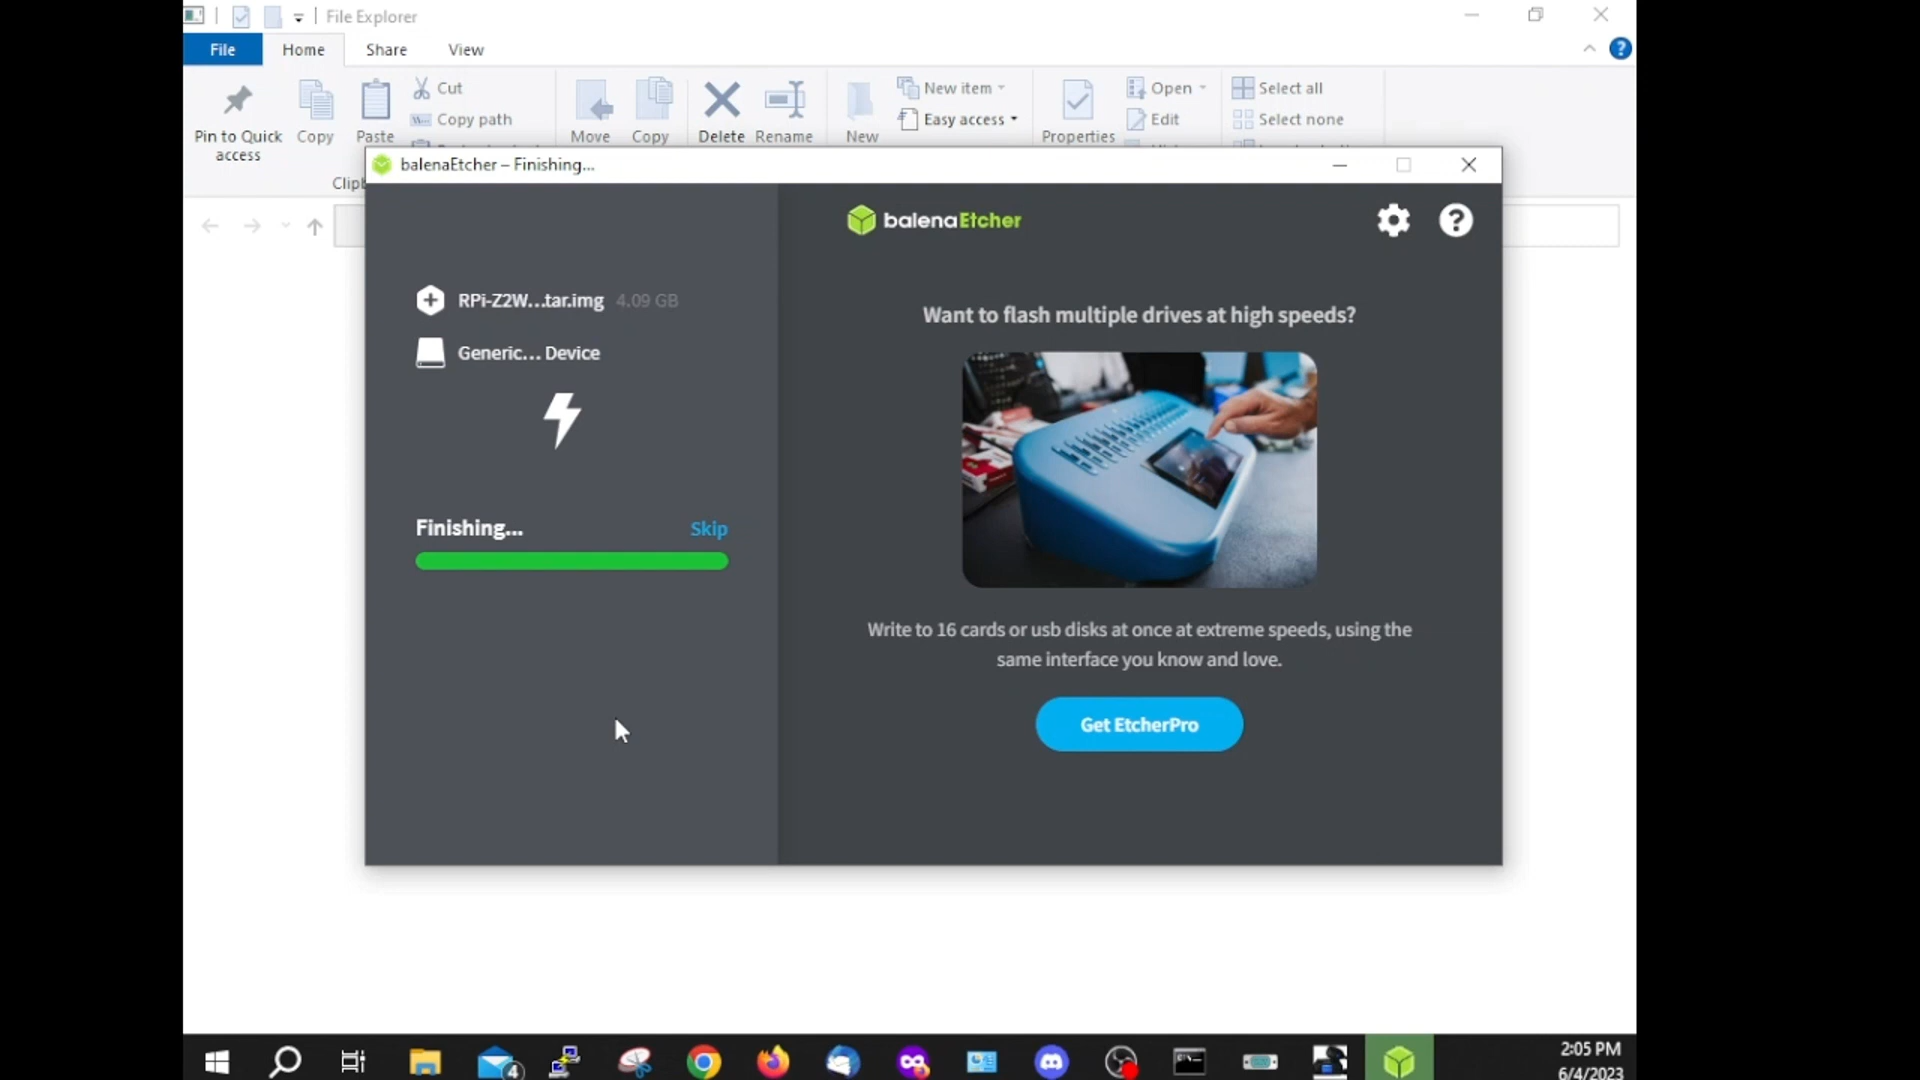 File Explorer
File
Home
Share
View
Pin to Quick
access
Copy
Paste
Cut
Copy path
Move
Copy
Delete
Rename
New
New item
Easy access
Properties
Open
Edit
Select all
Select none
Clipb
balenaEtcher – Finishing...
balenaEtcher
RPi-Z2W...tar.img 4.09 GB
Generic... Device
Finishing... Skip
Want to flash multiple drives at high speeds?
Write to 16 cards or usb disks at once at extreme speeds, using the
same interface you know and love.
Get EtcherPro
4
2:05 PM
6/4/2023